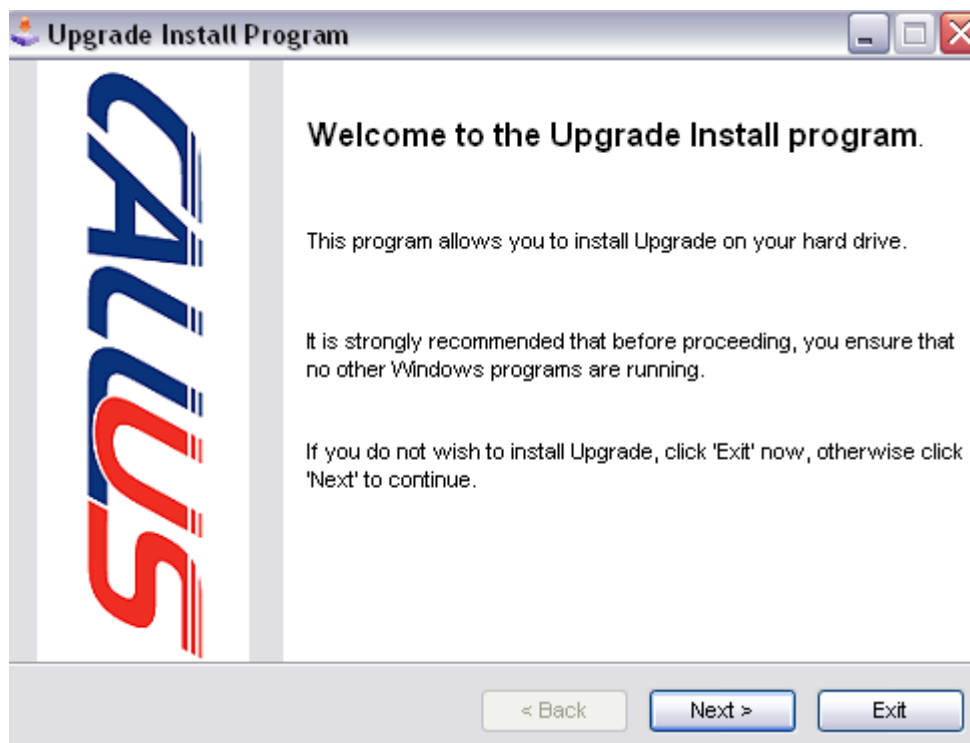 Upgrade Install Program
CALLUS
Welcome to the Upgrade Install program.
This program allows you to install Upgrade on your hard drive.
It is strongly recommended that before proceeding, you ensure that
no other Windows programs are running.
If you do not wish to install Upgrade, click 'Exit' now, otherwise click
'Next' to continue.
< Back
Next >
Exit